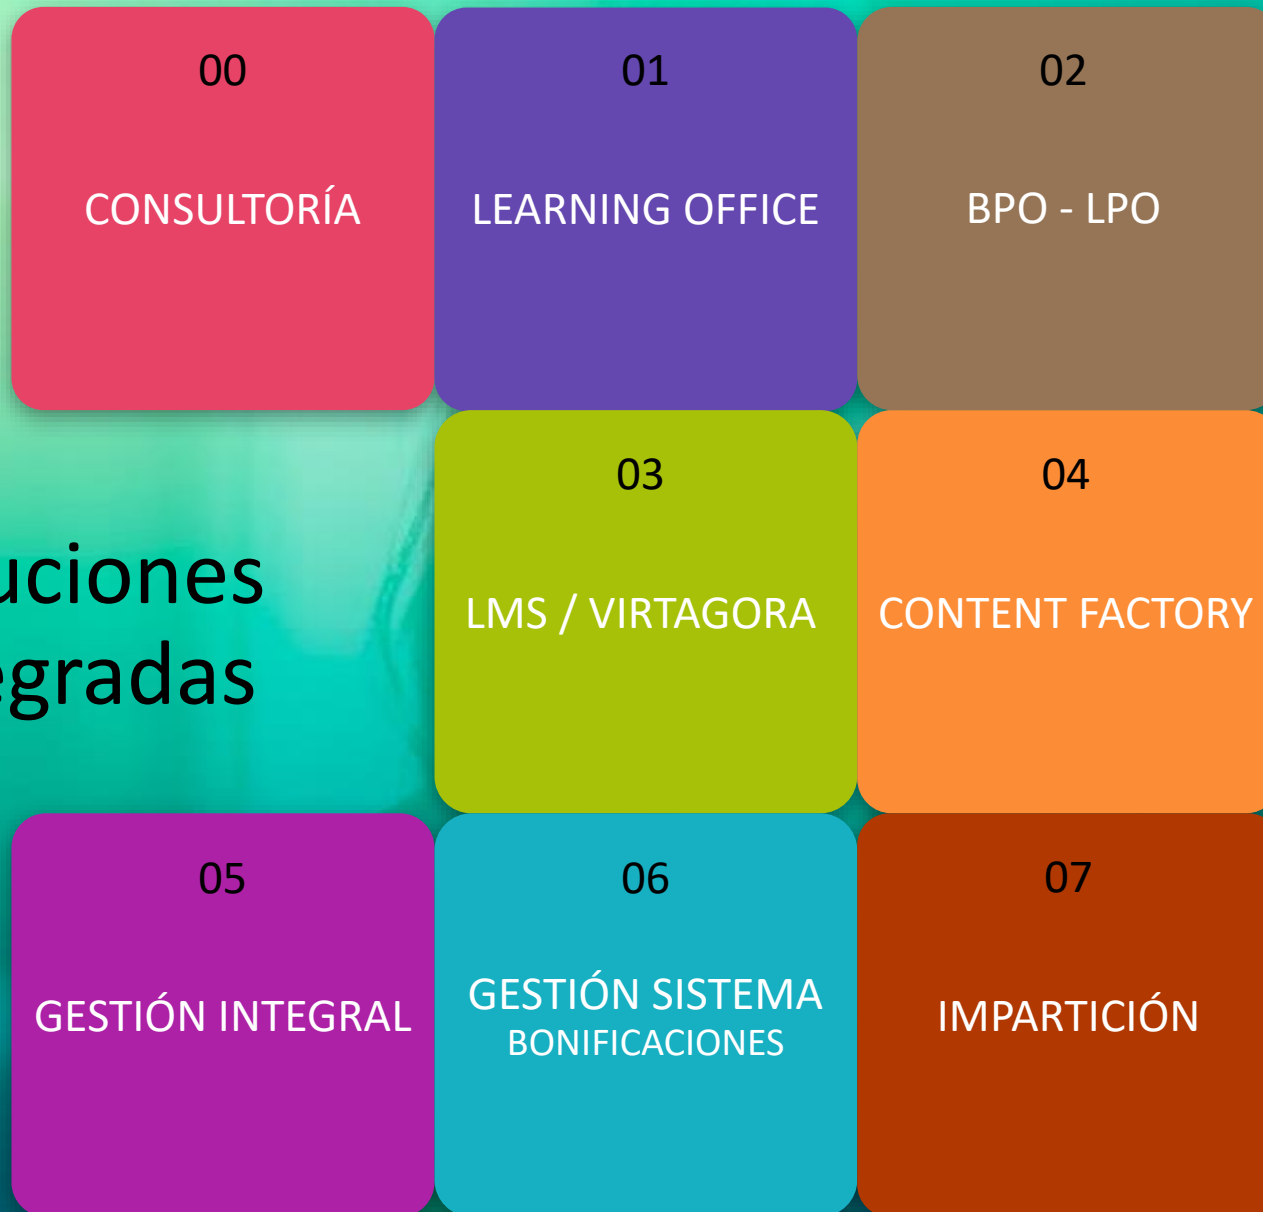 00
CONSULTORÍA
01
LEARNING OFFICE
02
BPO - LPO
uciones
egradas
03
LMS / VIRTAGORA
04
CONTENT FACTORY
05
GESTIÓN INTEGRAL
06
GESTIÓN SISTEMA
BONIFICACIONES
07
IMPARTICIÓN